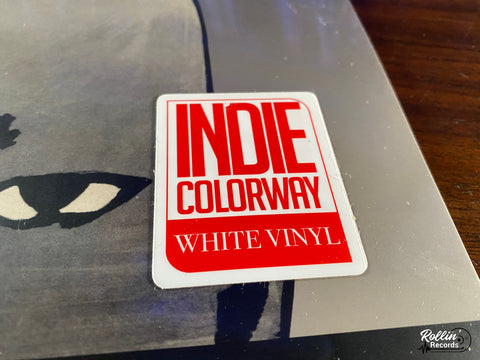 INDIE
COLORWAY
WHITE VINYL
Rollin'
Records